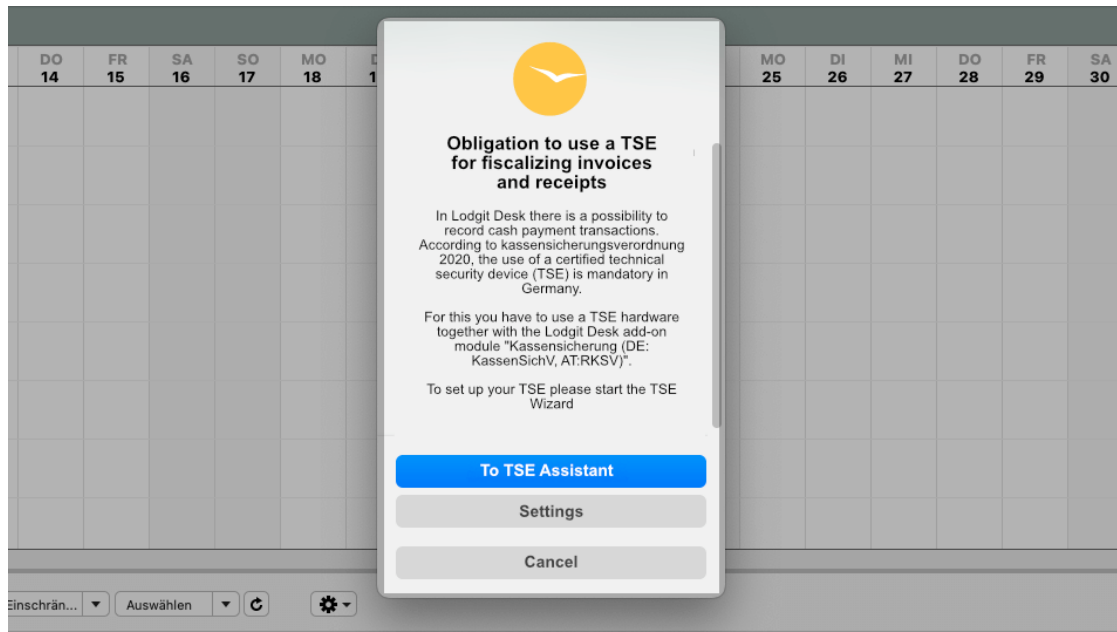 DO FR SA SO MO
14 15 16 17 18 1
MO DI MI DO FR SA
25 26 27 28 29 30
Obligation to use a TSE
for fiscalizing invoices
and receipts
In Lodgit Desk there is a possibility to
record cash payment transactions.
According to kassensicherungsverordnung
2020, the use of a certified technical
security device (TSE) is mandatory in
Germany.
For this you have to use a TSE hardware
together with the Lodgit Desk add-on
module "Kassensicherung (DE:
KassenSichV, AT:RKSV)".
To set up your TSE please start the TSE
Wizard
To TSE Assistant
Settings
Cancel
Einschrän... Auswählen